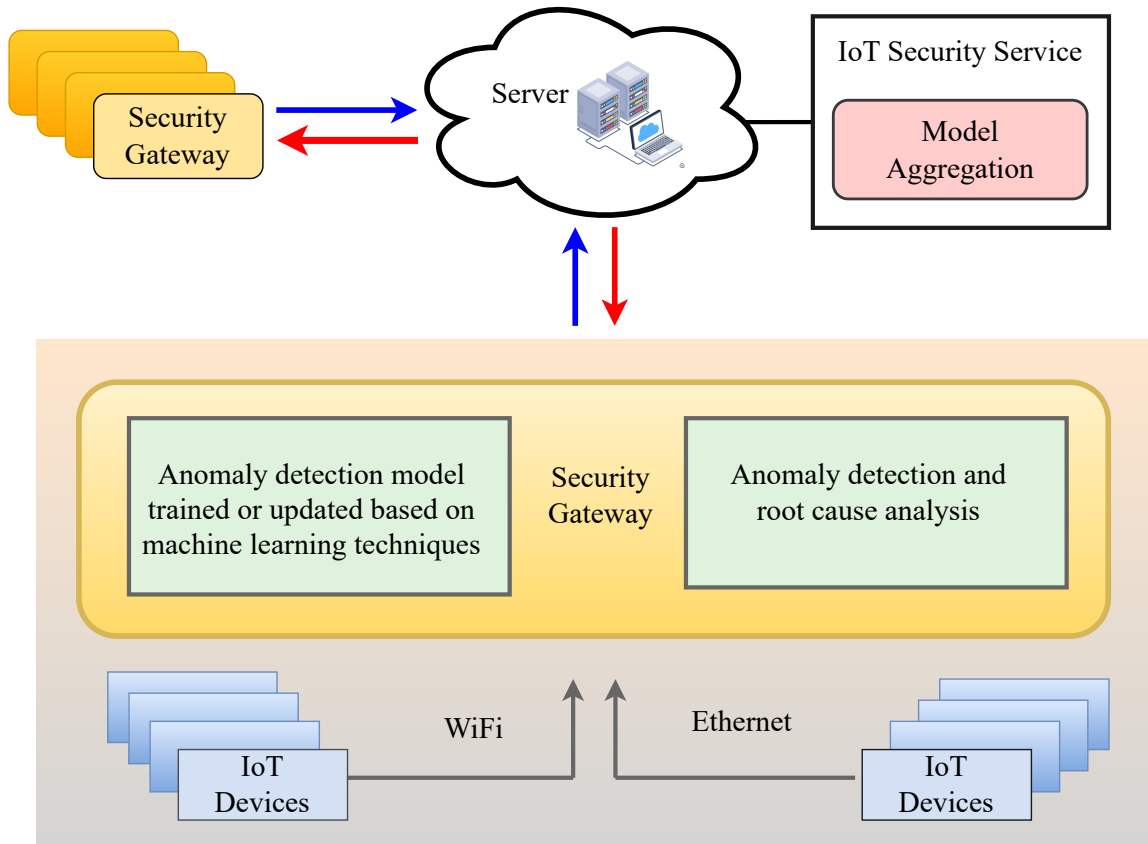 Security
Gateway
Server
IoT Security Service
Model
Aggregation
Anomaly detection model
trained or updated based on
machine learning techniques
Security
Gateway
Anomaly detection and
root cause analysis
WiFi
Ethernet
IoT
Devices
IoT
Devices